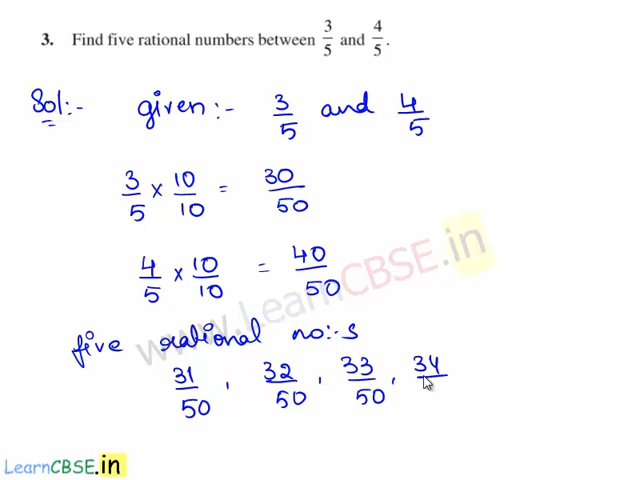 3. Find five rational numbers between 3/5 and 4/5.
Sol:- given:- 3/5 and 4/5
3/5 × 10/10 = 30/50
4/5 × 10/10 = 40/50
www.LearnCBSE.in
five rational no:-s
31/50 , 32/50 , 33/50 , 34/
LearnCBSE.in